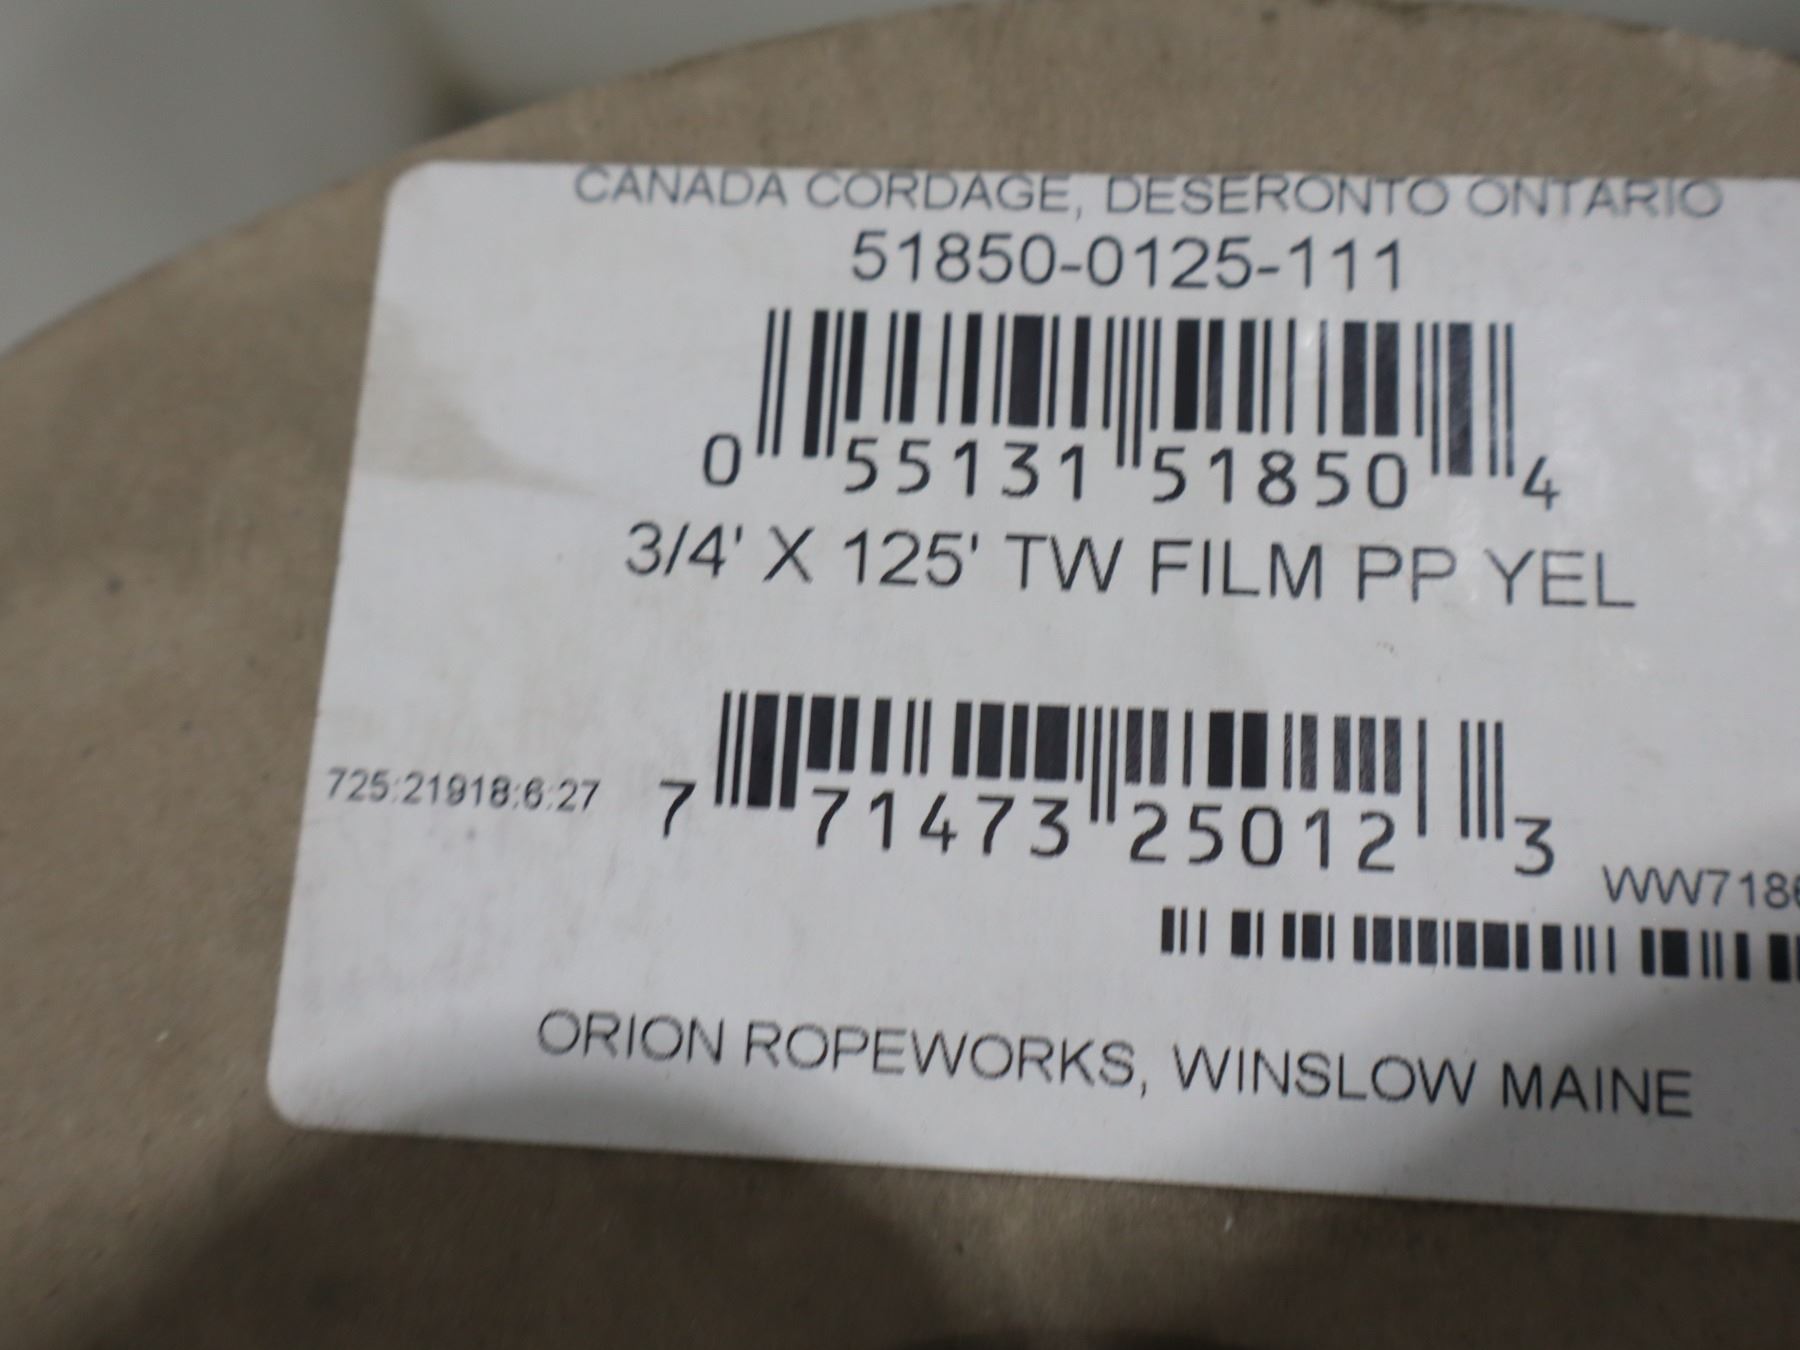 CANADA CORDAGE, DESERONTO ONTARIO
51850-0125-111
0 55131 51850 4
3/4' X 125' TW FILM PP YEL
725:21918:6:27
7 71473 25012 3
WW7186
ORION ROPEWORKS, WINSLOW MAINE